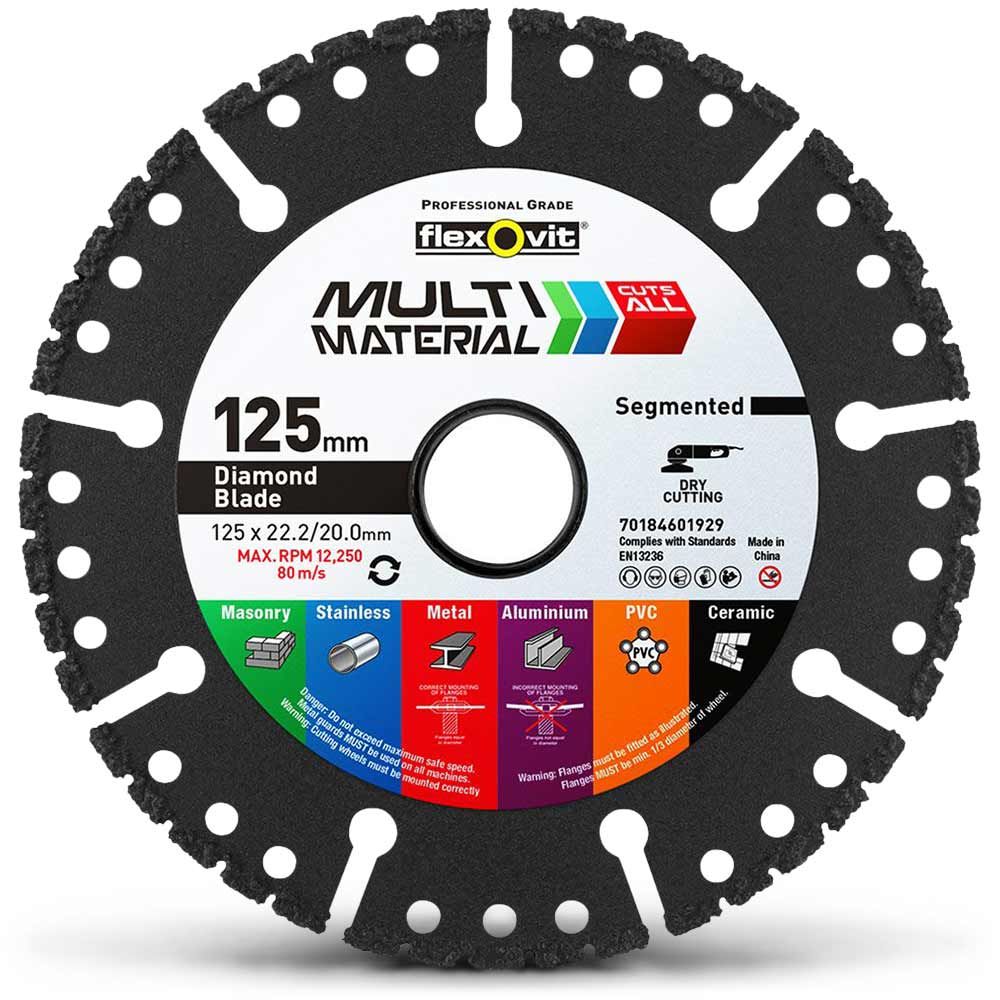 PROFESSIONAL GRADE
flexOvit®
MULTI
MATERIAL
CUTS
ALL
125mm
Diamond
Blade
125 x 22.2/20.0mm
MAX. RPM 12,250
80 m/s
Segmented
DRY
CUTTING
70184601929
Complies with Standards
EN13236
Made in
China
Masonry
Stainless
Metal
Aluminium
PVC
Ceramic
PVC
CORRECT MOUNTING
OF FLANGES
Flanges equal
in diameter
INCORRECT MOUNTING
OF FLANGES
Flanges not equal
in diameter
Danger: Do not exceed maximum safe speed.
Metal guards MUST be used on all machines.
Warning: Cutting wheels must be mounted correctly
Warning: Flanges must be fitted as illustrated.
Flanges MUST be min. 1/3 diameter of wheel.